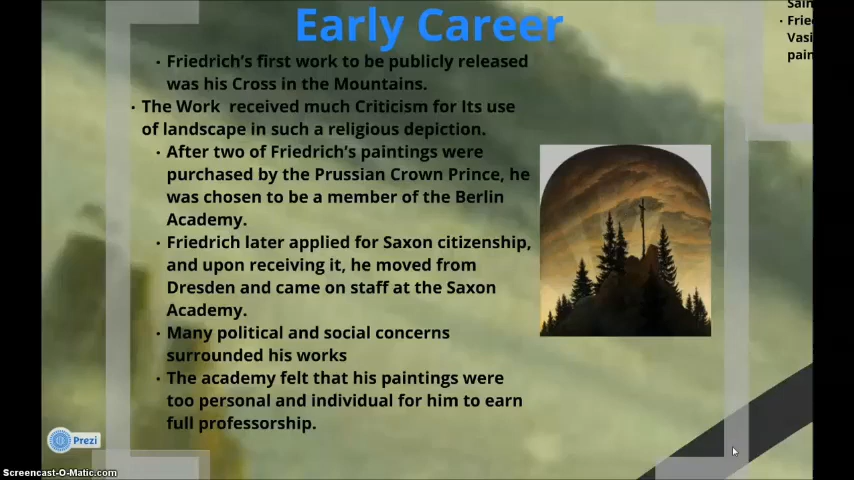 Early Career
· Friedrich's first work to be publicly released
was his Cross in the Mountains.
· The Work received much Criticism for Its use
of landscape in such a religious depiction.
· After two of Friedrich's paintings were
purchased by the Prussian Crown Prince, he
was chosen to be a member of the Berlin
Academy.
· Friedrich later applied for Saxon citizenship,
and upon receiving it, he moved from
Dresden and came on staff at the Saxon
Academy.
· Many political and social concerns
surrounded his works
· The academy felt that his paintings were
too personal and individual for him to earn
full professorship.
Sain
· Frie
Vasi
pain
Prezi
Screencast-O-Matic.com